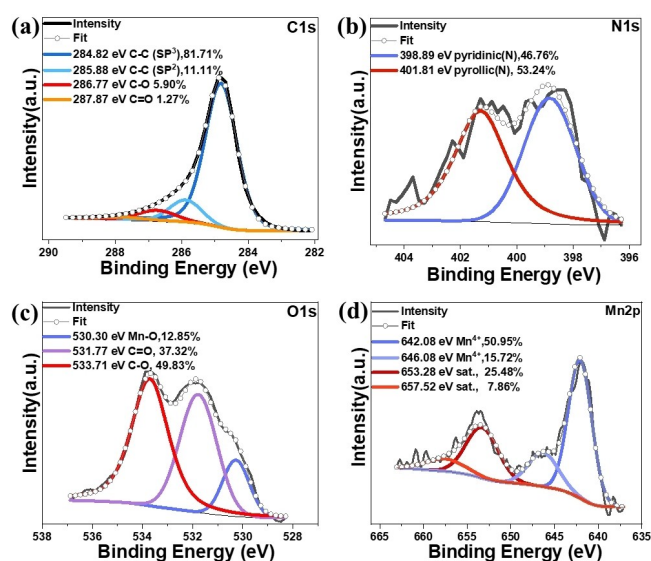 (a)
C1s
Intensity
Fit
284.82 eV C-C (SP³), 81.71%
285.88 eV C-C (SP²), 11.11%
286.77 eV C-O 5.90%
287.87 eV C=O 1.27%
Intensity(a.u.)
290 288 286 284 282
Binding Energy (eV)
(b)
N1s
Intensity
Fit
398.89 eV pyridinic(N),46.76%
401.81 eV pyrollic(N), 53.24%
Intensity(a.u.)
404 402 400 398 396
Binding Energy (eV)
(c)
O1s
Intensity
Fit
530.30 eV Mn-O,12.85%
531.77 eV C=O, 37.32%
533.71 eV C-O, 49.83%
Intensity(a.u.)
538 536 534 532 530 528
Binding Energy (eV)
(d)
Mn2p
Intensity
Fit
642.08 eV Mn⁴⁺,50.95%
646.08 eV Mn⁴⁺,15.72%
653.28 eV sat., 25.48%
657.52 eV sat., 7.86%
Intensity(a.u.)
665 660 655 650 645 640 635
Binding Energy (eV)